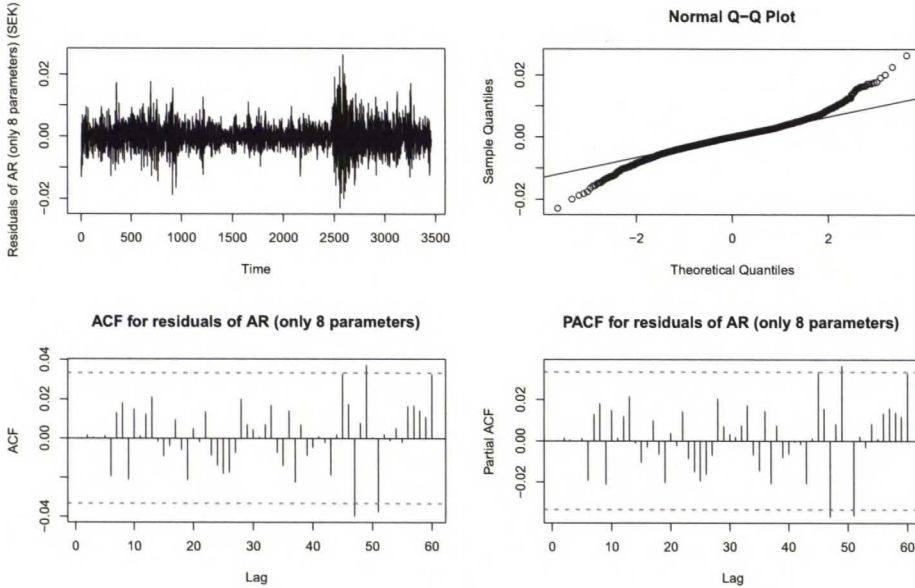 Residuals of AR (only 8 parameters) (SEK)
0.02
0.00
−0.02
0 500 1000 1500 2000 2500 3000 3500
Time
Normal Q−Q Plot
Sample Quantiles
0.02
0.00
−0.02
−2 0 2
Theoretical Quantiles
ACF for residuals of AR (only 8 parameters)
ACF
0.04
0.02
0.00
−0.04
0 10 20 30 40 50 60
Lag
PACF for residuals of AR (only 8 parameters)
Partial ACF
0.02
0.00
−0.02
0 10 20 30 40 50 60
Lag